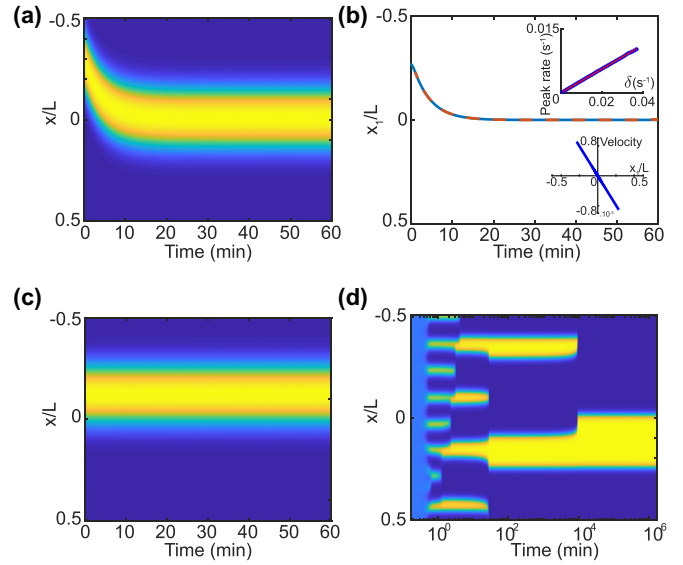 (a)
-0.5
x/L
0
0.5
0 10 20 30 40 50 60
Time (min)
(b)
-0.5
x₁/L
0
0.5
0 10 20 30 40 50 60
Time (min)
0.015
Peak rate (s⁻¹)
0
δ(s⁻¹)
0.02 0.04
0.8 Velocity
x₁/L
-0.5 0 0.5
-0.8
·10⁻³
(c)
-0.5
x/L
0
0.5
0 10 20 30 40 50 60
Time (min)
(d)
-0.5
x/L
0
0.5
10⁰ 10² 10⁴ 10⁶
Time (min)